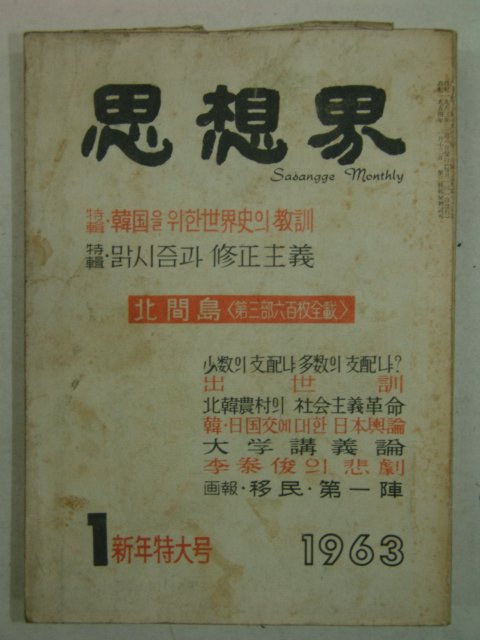 思想界
Sasangge Monthly
特輯·韓国을 위한 世界史의 教訓
特輯·맑시즘과 修正主義
北間島〈第三部六百枚全載〉
少数의 支配냐 多数의 支配냐?
出世訓
北韓農村의 社会主義革命
韓·日国交에 대한 日本輿論
大学講義論
李泰俊의 悲劇
画報·移民·第一陣
1 新年特大号 1963